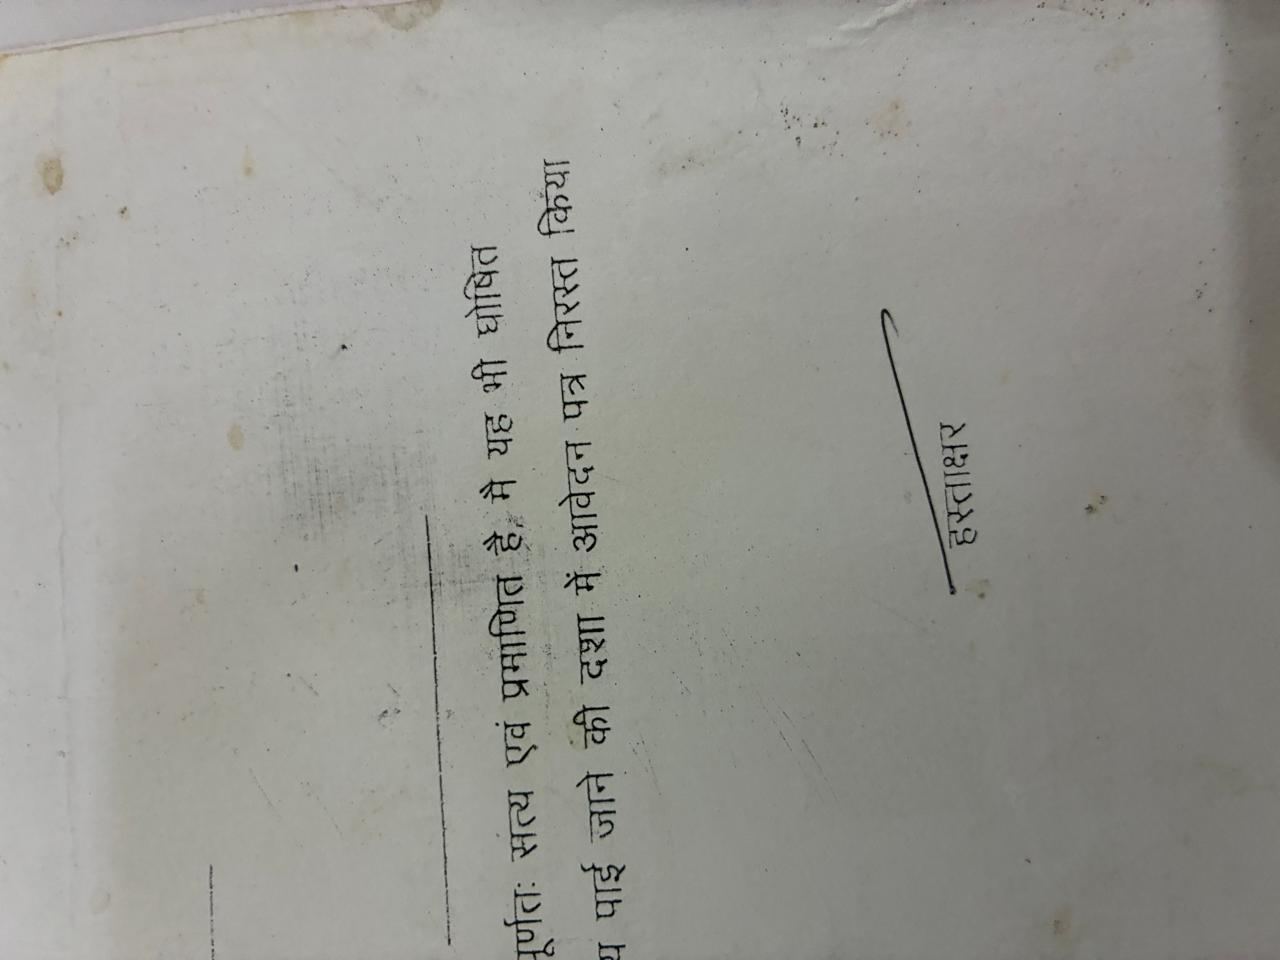 पूर्णतः सत्य एवं प्रमाणित है, मै यह भी घोषित
पाई जाने की दशा में आवेदन पत्र निरस्त किया
हस्ताक्षर